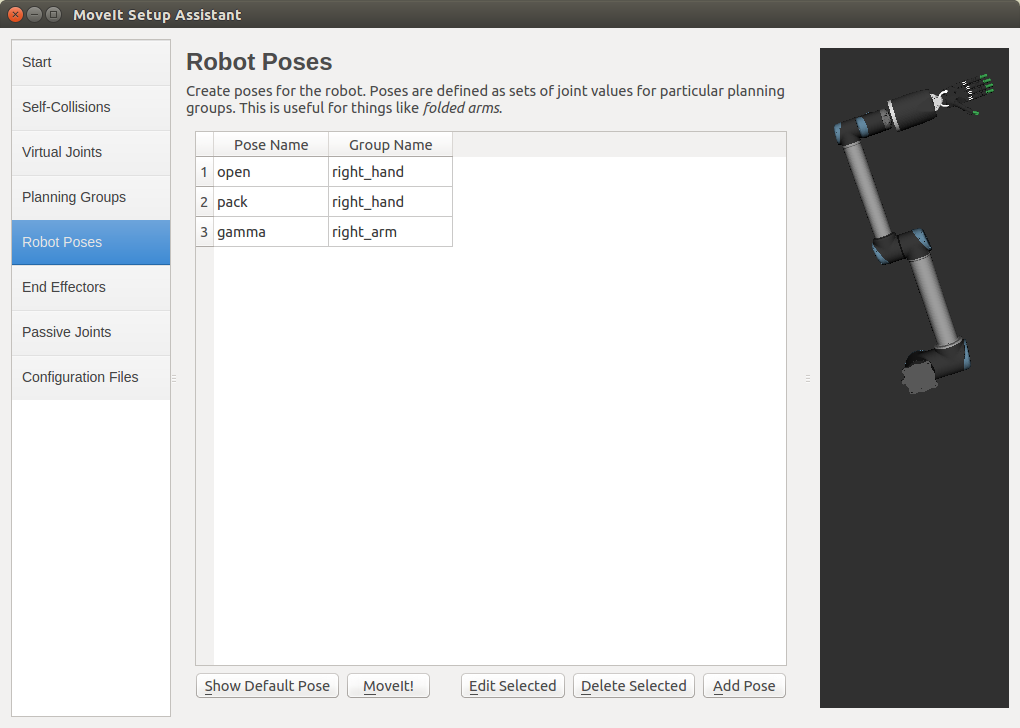 MoveIt Setup Assistant
Start
Self-Collisions
Virtual Joints
Planning Groups
Robot Poses
End Effectors
Passive Joints
Configuration Files
Robot Poses
Create poses for the robot. Poses are defined as sets of joint values for particular planning
groups. This is useful for things like folded arms.
Pose Name Group Name
1 open right_hand
2 pack right_hand
3 gamma right_arm
Show Default Pose MoveIt! Edit Selected Delete Selected Add Pose